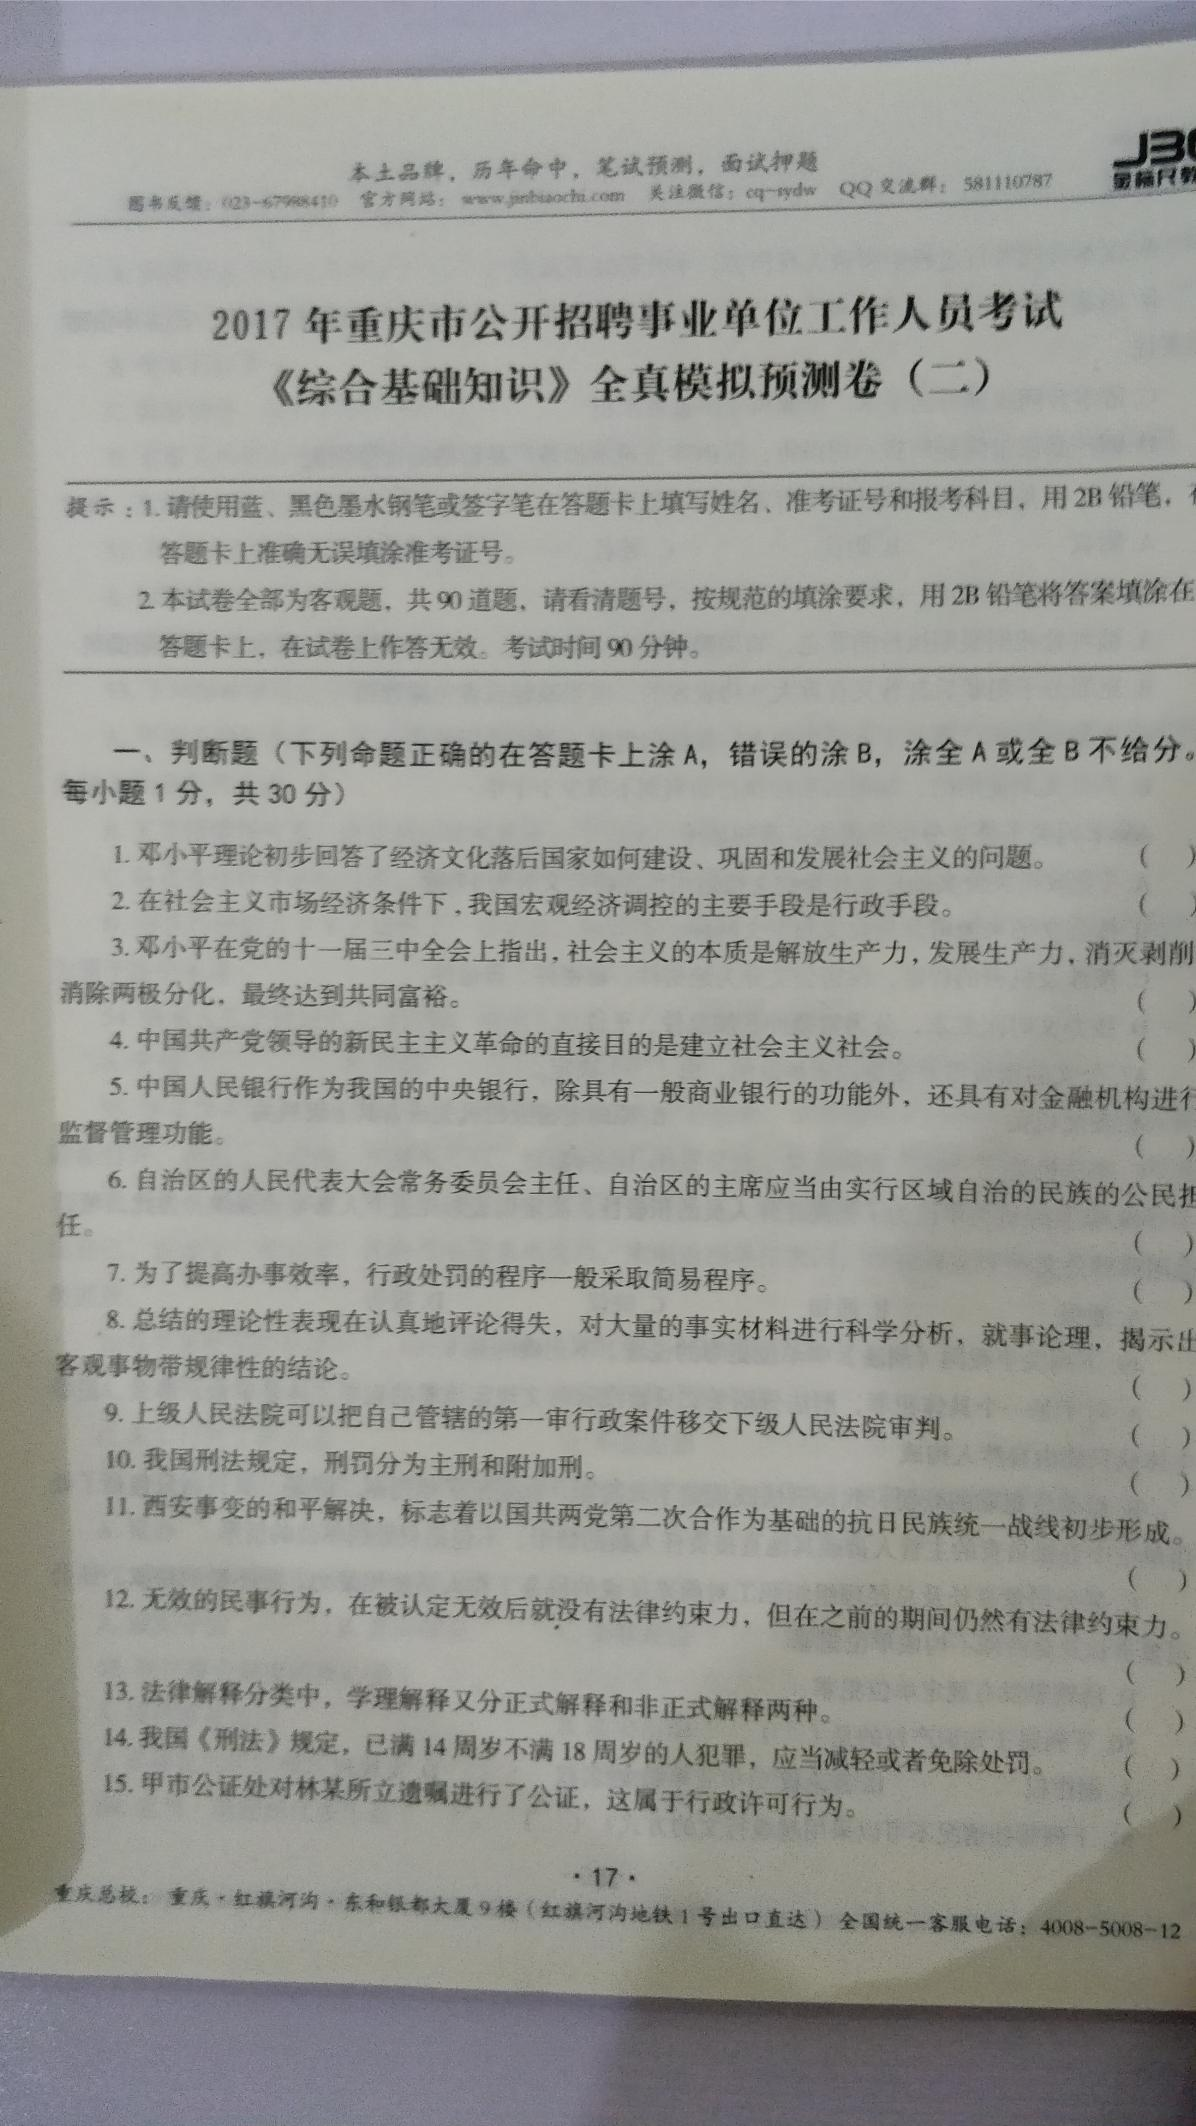 本土品牌，历年命中，笔试预测，面试押题
JB
金标尺教
图书反馈：023-67988410 官方网站：www.jinbiaochi.com 关注微信：cq-sydw QQ交流群：581110787
2017年重庆市公开招聘事业单位工作人员考试
《综合基础知识》全真模拟预测卷（二）
提示：1.请使用蓝、黑色墨水钢笔或签字笔在答题卡上填写姓名、准考证号和报考科目，用2B铅笔，在
答题卡上准确无误填涂准考证号。
2.本试卷全部为客观题，共90道题，请看清题号，按规范的填涂要求，用2B铅笔将答案填涂在
答题卡上，在试卷上作答无效。考试时间90分钟。
一、判断题（下列命题正确的在答题卡上涂A，错误的涂B，涂全A或全B不给分。
每小题1分，共30分）
1.邓小平理论初步回答了经济文化落后国家如何建设、巩固和发展社会主义的问题。 （ ）
2.在社会主义市场经济条件下，我国宏观经济调控的主要手段是行政手段。 （ ）
3.邓小平在党的十一届三中全会上指出，社会主义的本质是解放生产力，发展生产力，消灭剥削
消除两极分化，最终达到共同富裕。 （ ）
4.中国共产党领导的新民主主义革命的直接目的是建立社会主义社会。 （ ）
5.中国人民银行作为我国的中央银行，除具有一般商业银行的功能外，还具有对金融机构进行
监督管理功能。 （ ）
6.自治区的人民代表大会常务委员会主任、自治区的主席应当由实行区域自治的民族的公民担
任。 （ ）
7.为了提高办事效率，行政处罚的程序一般采取简易程序。 （ ）
8.总结的理论性表现在认真地评论得失，对大量的事实材料进行科学分析，就事论理，揭示出
客观事物带规律性的结论。 （ ）
9.上级人民法院可以把自己管辖的第一审行政案件移交下级人民法院审判。 （ ）
10.我国刑法规定，刑罚分为主刑和附加刑。 （ ）
11.西安事变的和平解决，标志着以国共两党第二次合作为基础的抗日民族统一战线初步形成。
（ ）
12.无效的民事行为，在被认定无效后就没有法律约束力，但在之前的期间仍然有法律约束力。
（ ）
13.法律解释分类中，学理解释又分正式解释和非正式解释两种。 （ ）
14.我国《刑法》规定，已满14周岁不满18周岁的人犯罪，应当减轻或者免除处罚。 （ ）
15.甲市公证处对林某所立遗嘱进行了公证，这属于行政许可行为。 （ ）
·17·
重庆总校：重庆·红旗河沟·东和银都大厦9楼（红旗河沟地铁1号出口直达）全国统一客服电话：4008-5008-12